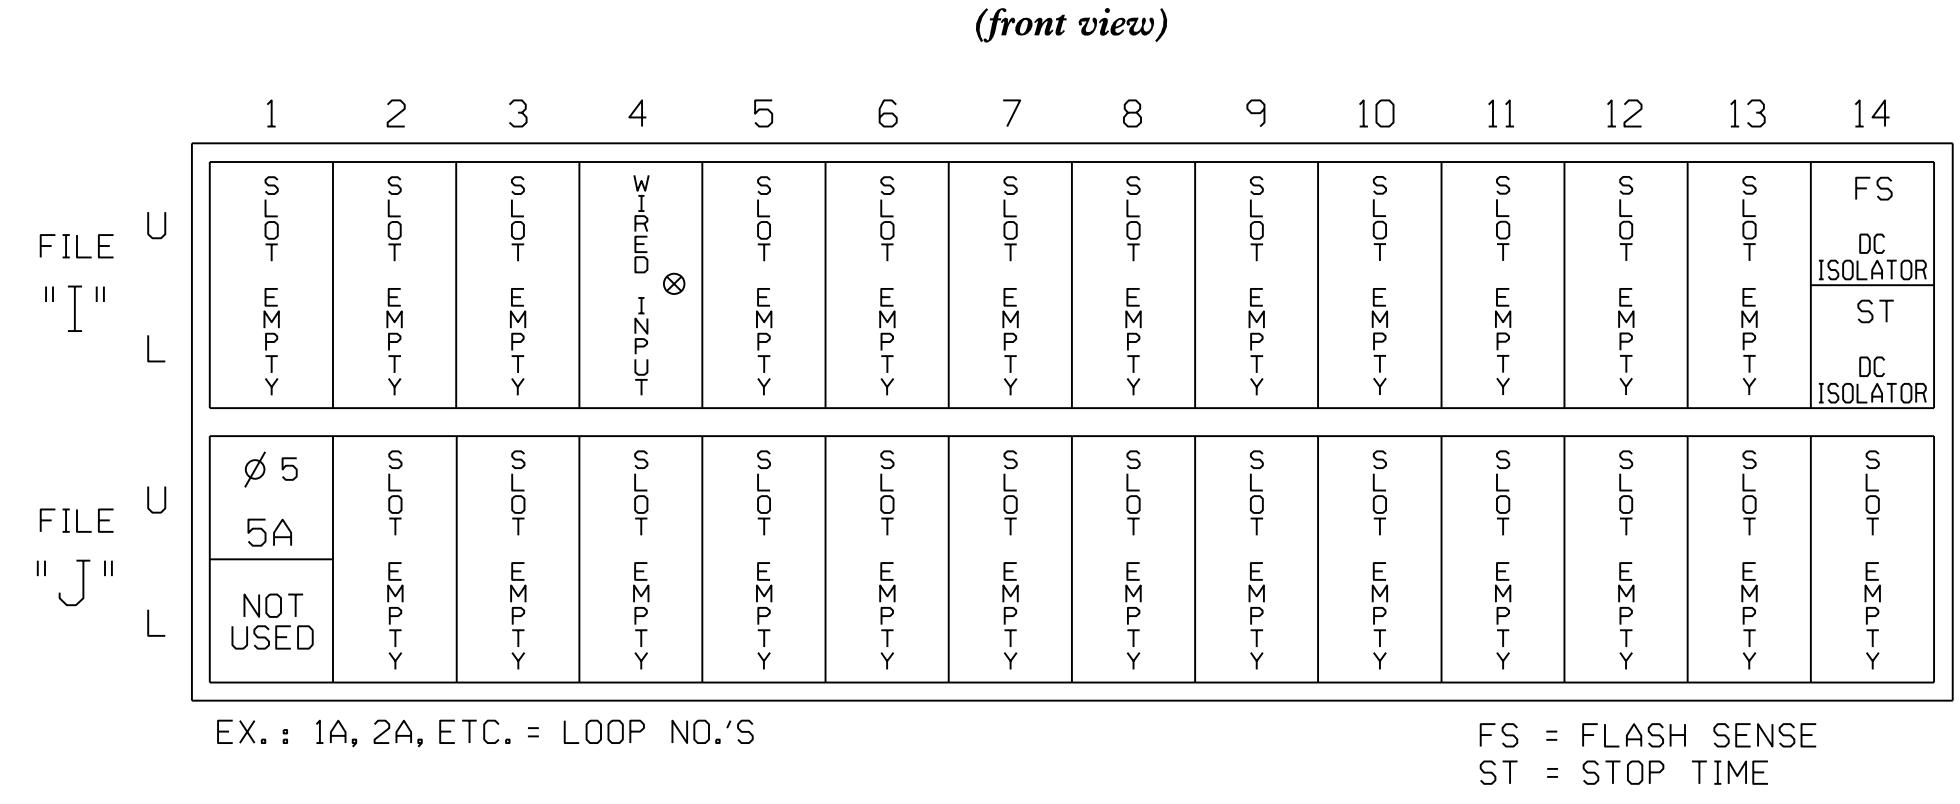 (front view)
1 2 3 4 5 6 7 8 9 10 11 12 13 14
FILE "I"
U
L
SLOT EMPTY
SLOT EMPTY
SLOT EMPTY
WIRED INPUT
SLOT EMPTY
SLOT EMPTY
SLOT EMPTY
SLOT EMPTY
SLOT EMPTY
SLOT EMPTY
SLOT EMPTY
SLOT EMPTY
SLOT EMPTY
FS
DC
ISOLATOR
ST
DC
ISOLATOR
FILE "J"
U
L
Ø 5
5A
NOT
USED
SLOT EMPTY
SLOT EMPTY
SLOT EMPTY
SLOT EMPTY
SLOT EMPTY
SLOT EMPTY
SLOT EMPTY
SLOT EMPTY
SLOT EMPTY
SLOT EMPTY
SLOT EMPTY
SLOT EMPTY
SLOT EMPTY
EX.: 1A, 2A, ETC. = LOOP NO.'S
FS = FLASH SENSE
ST = STOP TIME